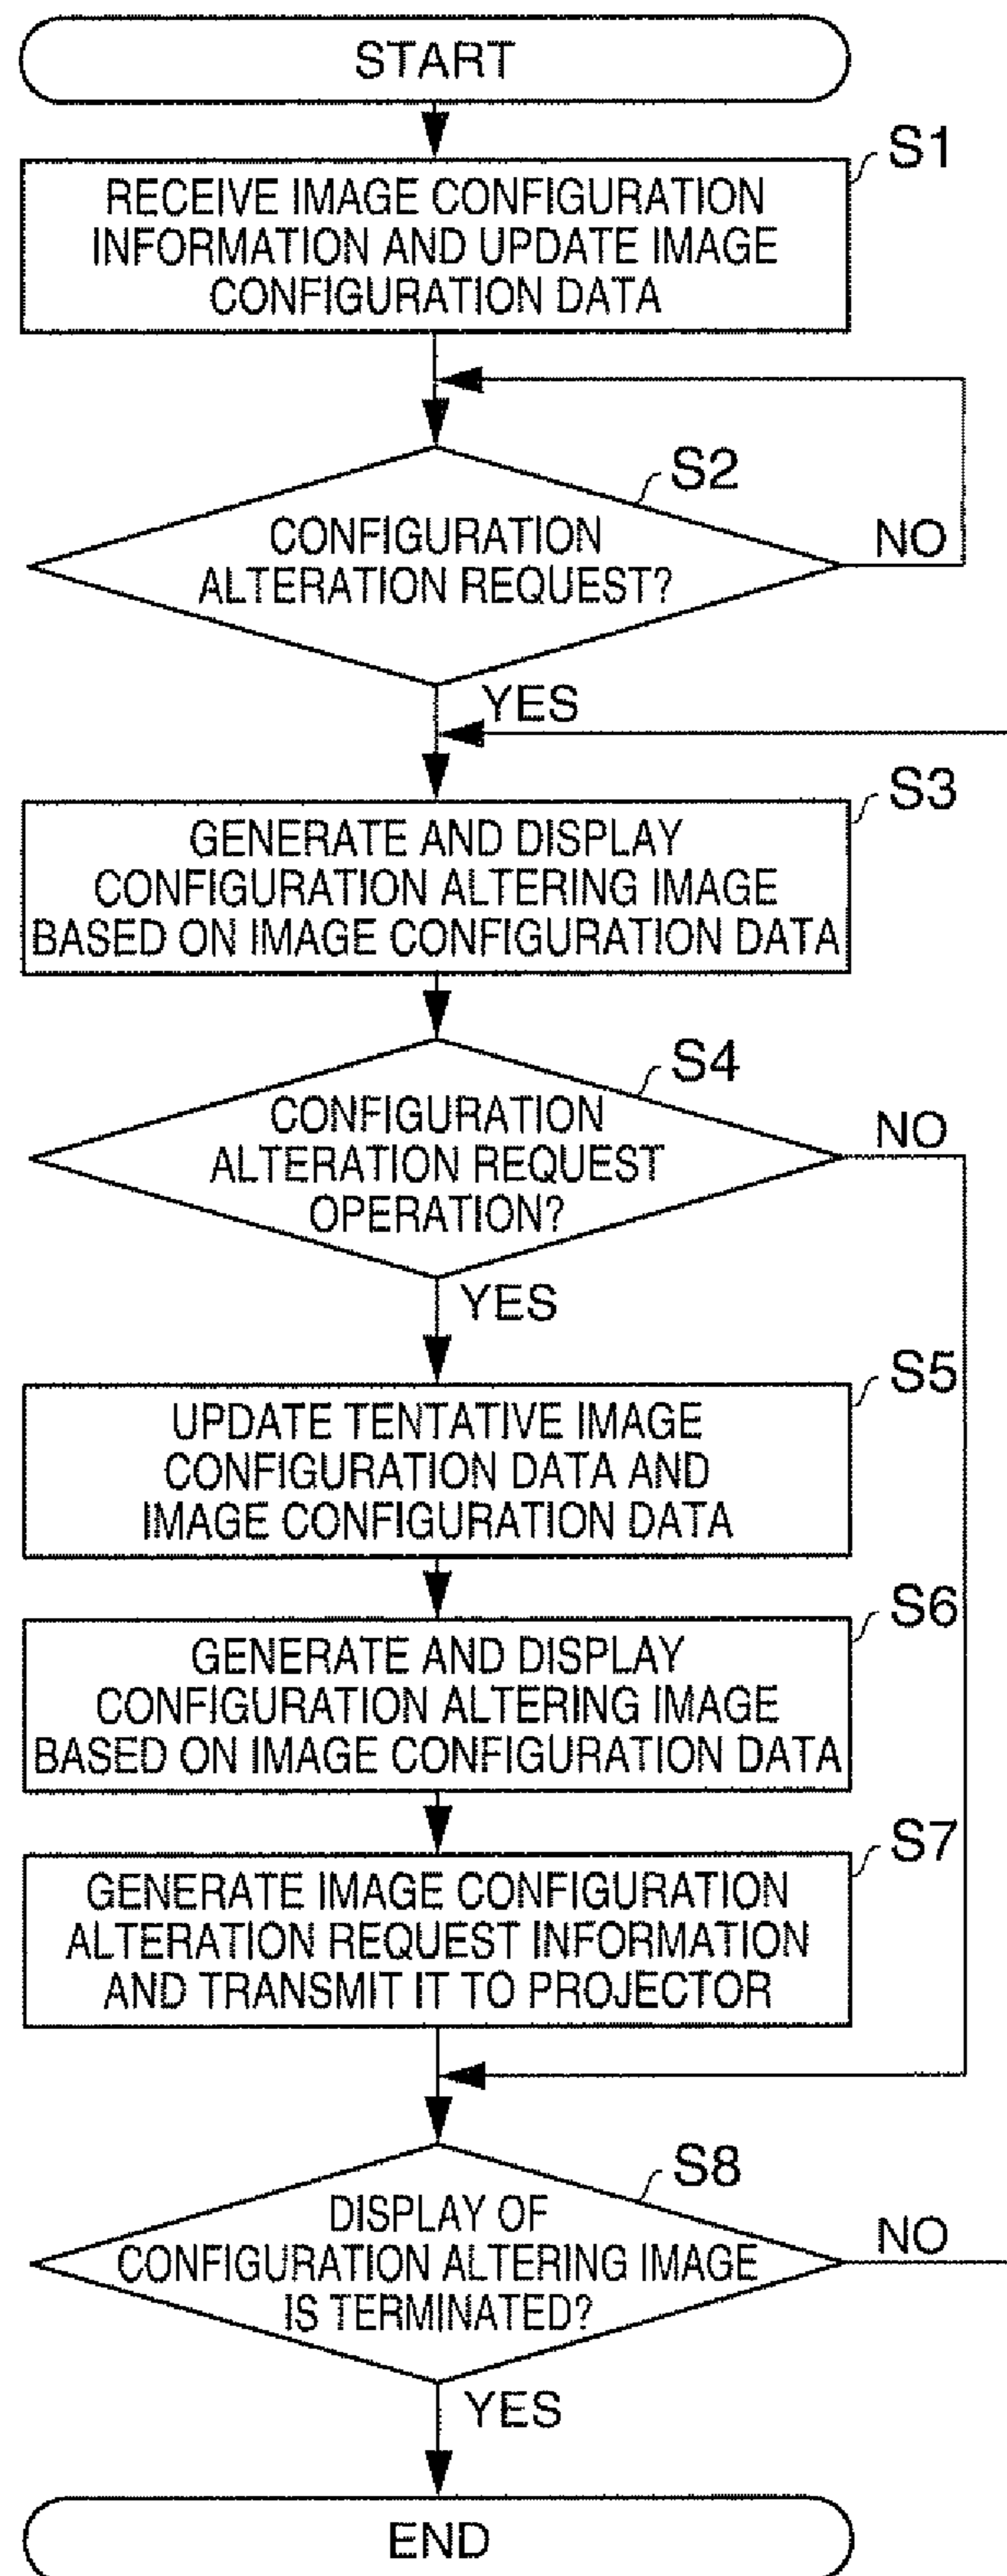 START
S1
RECEIVE IMAGE CONFIGURATION
INFORMATION AND UPDATE IMAGE
CONFIGURATION DATA
S2
CONFIGURATION
ALTERATION REQUEST?
NO
YES
S3
GENERATE AND DISPLAY
CONFIGURATION ALTERING IMAGE
BASED ON IMAGE CONFIGURATION DATA
S4
CONFIGURATION
ALTERATION REQUEST
OPERATION?
NO
YES
S5
UPDATE TENTATIVE IMAGE
CONFIGURATION DATA AND
IMAGE CONFIGURATION DATA
S6
GENERATE AND DISPLAY
CONFIGURATION ALTERING IMAGE
BASED ON IMAGE CONFIGURATION DATA
S7
GENERATE IMAGE CONFIGURATION
ALTERATION REQUEST INFORMATION
AND TRANSMIT IT TO PROJECTOR
S8
DISPLAY OF
CONFIGURATION ALTERING IMAGE
IS TERMINATED?
NO
YES
END